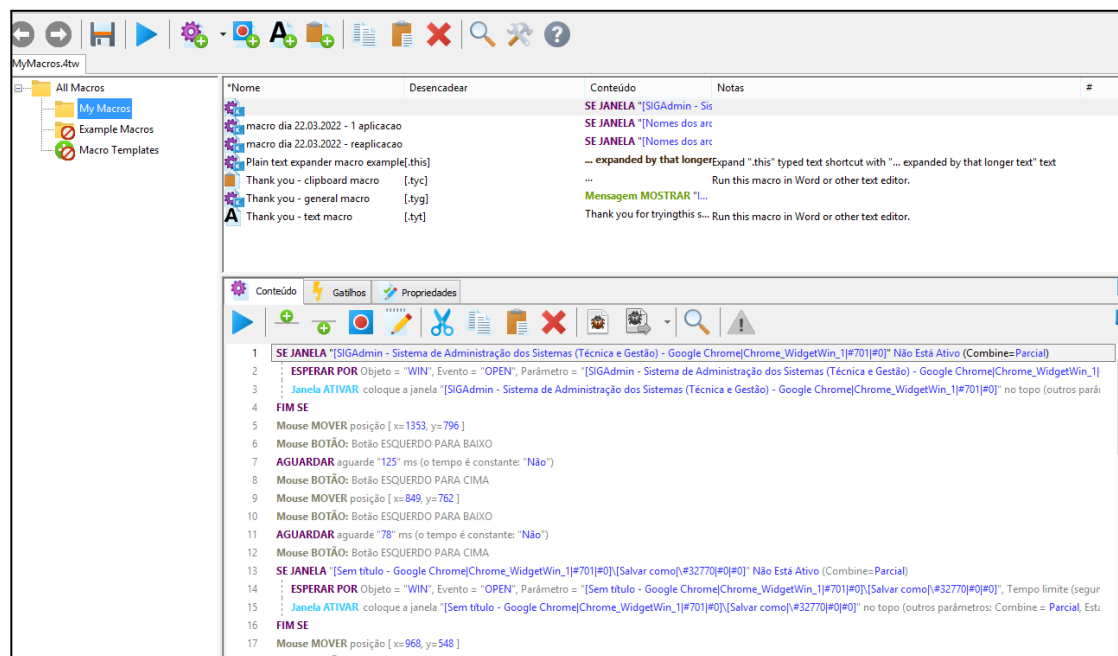 MyMacros.4tw
All Macros
My Macros
Example Macros
Macro Templates
*Nome Desencadear Conteúdo Notas #
SE JANELA "[SIGAdmin - Sis
macro dia 22.03.2022 - 1 aplicacao SE JANELA "[Nomes dos arc
macro dia 22.03.2022 - reaplicacao SE JANELA "[Nomes dos arc
Plain text expander macro example [.this] ... expanded by that longer Expand ".this" typed text shortcut with "... expanded by that longer text" text
Thank you - clipboard macro [.tyc] ... Run this macro in Word or other text editor.
Thank you - general macro [.tyg] Mensagem MOSTRAR "I...
Thank you - text macro [.tyt] Thank you for tryingthis s... Run this macro in Word or other text editor.
Conteúdo Gatilhos Propriedades
1 SE JANELA "[SIGAdmin - Sistema de Administração dos Sistemas (Técnica e Gestão) - Google Chrome|Chrome_WidgetWin_1|#701|#0]" Não Está Ativo (Combine=Parcial)
2 ESPERAR POR Objeto = "WIN", Evento = "OPEN", Parâmetro = "[SIGAdmin - Sistema de Administração dos Sistemas (Técnica e Gestão) - Google Chrome|Chrome_WidgetWin_1|
3 Janela ATIVAR coloque a janela "[SIGAdmin - Sistema de Administração dos Sistemas (Técnica e Gestão) - Google Chrome|Chrome_WidgetWin_1|#701|#0]" no topo (outros parâ
4 FIM SE
5 Mouse MOVER posição [ x=1353, y=796 ]
6 Mouse BOTÃO: Botão ESQUERDO PARA BAIXO
7 AGUARDAR aguarde "125" ms (o tempo é constante: "Não")
8 Mouse BOTÃO: Botão ESQUERDO PARA CIMA
9 Mouse MOVER posição [ x=849, y=762 ]
10 Mouse BOTÃO: Botão ESQUERDO PARA BAIXO
11 AGUARDAR aguarde "78" ms (o tempo é constante: "Não")
12 Mouse BOTÃO: Botão ESQUERDO PARA CIMA
13 SE JANELA "[Sem título - Google Chrome|Chrome_WidgetWin_1|#701|#0]\[Salvar como|\#32770|#0|#0]" Não Está Ativo (Combine=Parcial)
14 ESPERAR POR Objeto = "WIN", Evento = "OPEN", Parâmetro = "[Sem título - Google Chrome|Chrome_WidgetWin_1|#701|#0]\[Salvar como|\#32770|#0|#0]", Tempo limite (segur
15 Janela ATIVAR coloque a janela "[Sem título - Google Chrome|Chrome_WidgetWin_1|#701|#0]\[Salvar como|\#32770|#0|#0]" no topo (outros parâmetros: Combine = Parcial, Esta
16 FIM SE
17 Mouse MOVER posição [ x=968, y=548 ]